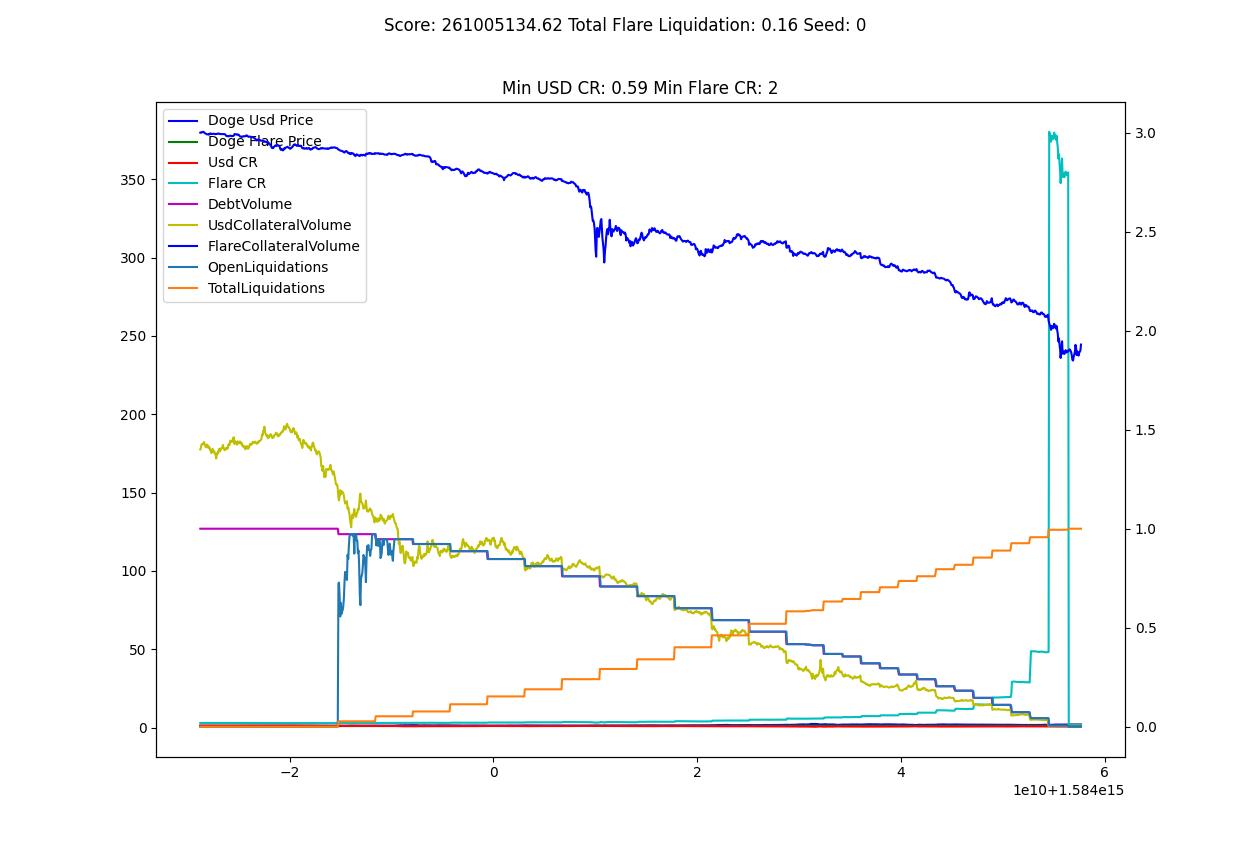 Score: 261005134.62 Total Flare Liquidation: 0.16 Seed: 0
Min USD CR: 0.59 Min Flare CR: 2
Doge Usd Price
Doge Flare Price
Usd CR
Flare CR
DebtVolume
UsdCollateralVolume
FlareCollateralVolume
OpenLiquidations
TotalLiquidations
350
300
250
200
150
100
50
0
3.0
2.5
2.0
1.5
1.0
0.5
0.0
−2
0
2
4
6
1e10+1.584e15